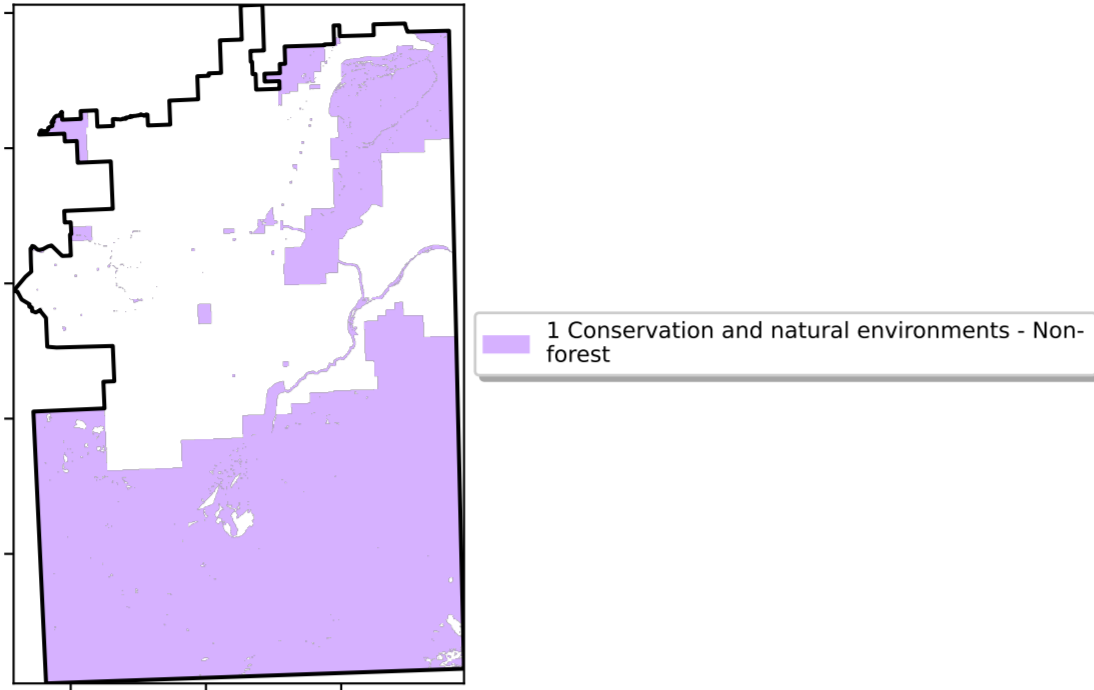 1 Conservation and natural environments - Non-
forest